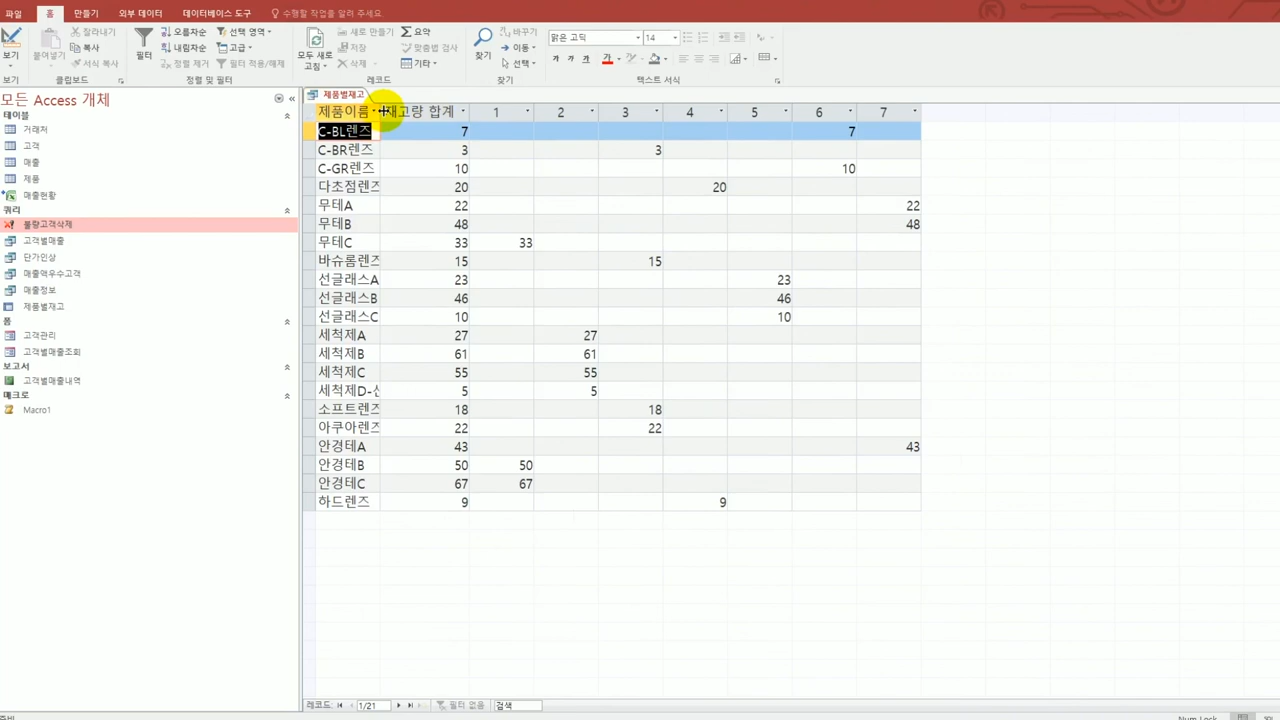 파일 홈 만들기 외부 데이터 데이터베이스 도구 수행할 작업을 알려 주세요.
잘라내기 오름차순 선택 영역 새로 만들기 요약 바꾸기 맑은 고딕 14
보기 붙여넣기 복사 필터 내림차순 고급 모두 새로 고침 저장 맞춤법 검사 찾기 이동 가 가 가 가
서식 복사 정렬 제거 필터 적용/해제 삭제 기타 선택
보기 클립보드 정렬 및 필터 레코드 찾기 텍스트 서식
모든 Access 개체
테이블
거래처
고객
매출
제품
매출현황
쿼리
불량고객삭제
고객별매출
단가인상
매출액우수고객
매출정보
제품별재고
폼
고객관리
고객별매출조회
보고서
고객별매출내역
매크로
Macro1
제품별재고
제품이름 재고량 합계 1 2 3 4 5 6 7
C-BL렌즈 7 7
C-BR렌즈 3 3
C-GR렌즈 10 10
다초점렌즈 20 20
무테A 22 22
무테B 48 48
무테C 33 33
바슈롬렌즈 15 15
선글래스A 23 23
선글래스B 46 46
선글래스C 10 10
세척제A 27 27
세척제B 61 61
세척제C 55 55
세척제D- 5 5
소프트렌즈 18 18
아쿠아렌즈 22 22
안경테A 43 43
안경테B 50 50
안경테C 67 67
하드렌즈 9 9
레코드: 1/21 필터 없음 검색
Num Lock